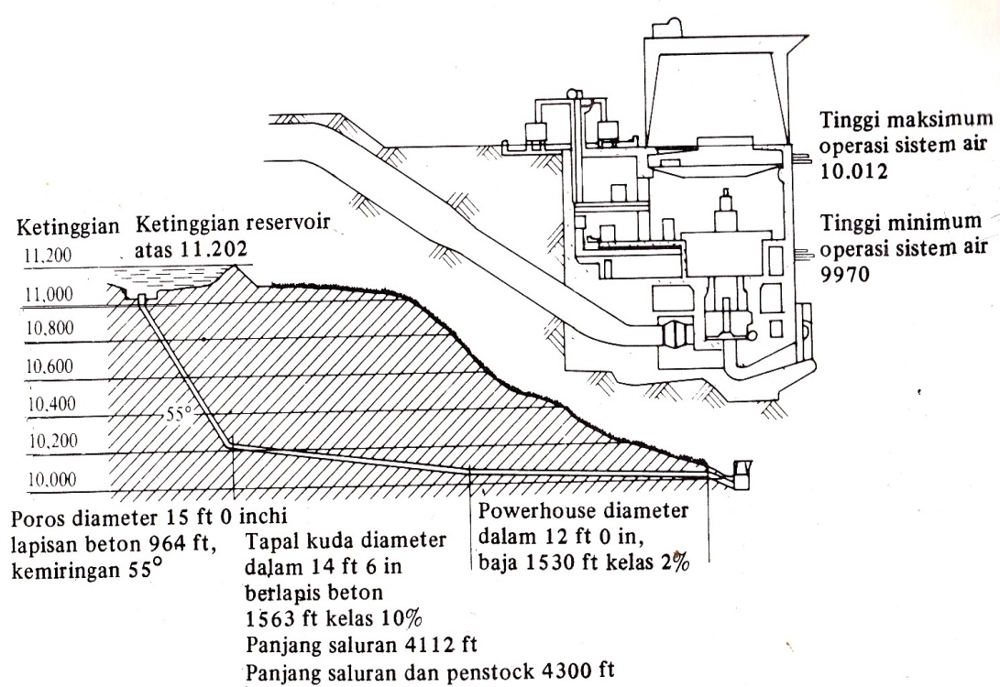 Tinggi maksimum
operasi sistem air
10.012
Tinggi minimum
operasi sistem air
9970
Ketinggian
Ketinggian reservoir
atas 11.202
11.200
11,000
10,800
10,600
10,400
55°
10,200
10,000
Poros diameter 15 ft 0 inchi
lapisan beton 964 ft,
kemiringan 55°
Tapal kuda diameter
dalam 14 ft 6 in
berlapis beton
1563 ft kelas 10%
Panjang saluran 4112 ft
Panjang saluran dan penstock 4300 ft
Powerhouse diameter
dalam 12 ft 0 in,
baja 1530 ft kelas 2%